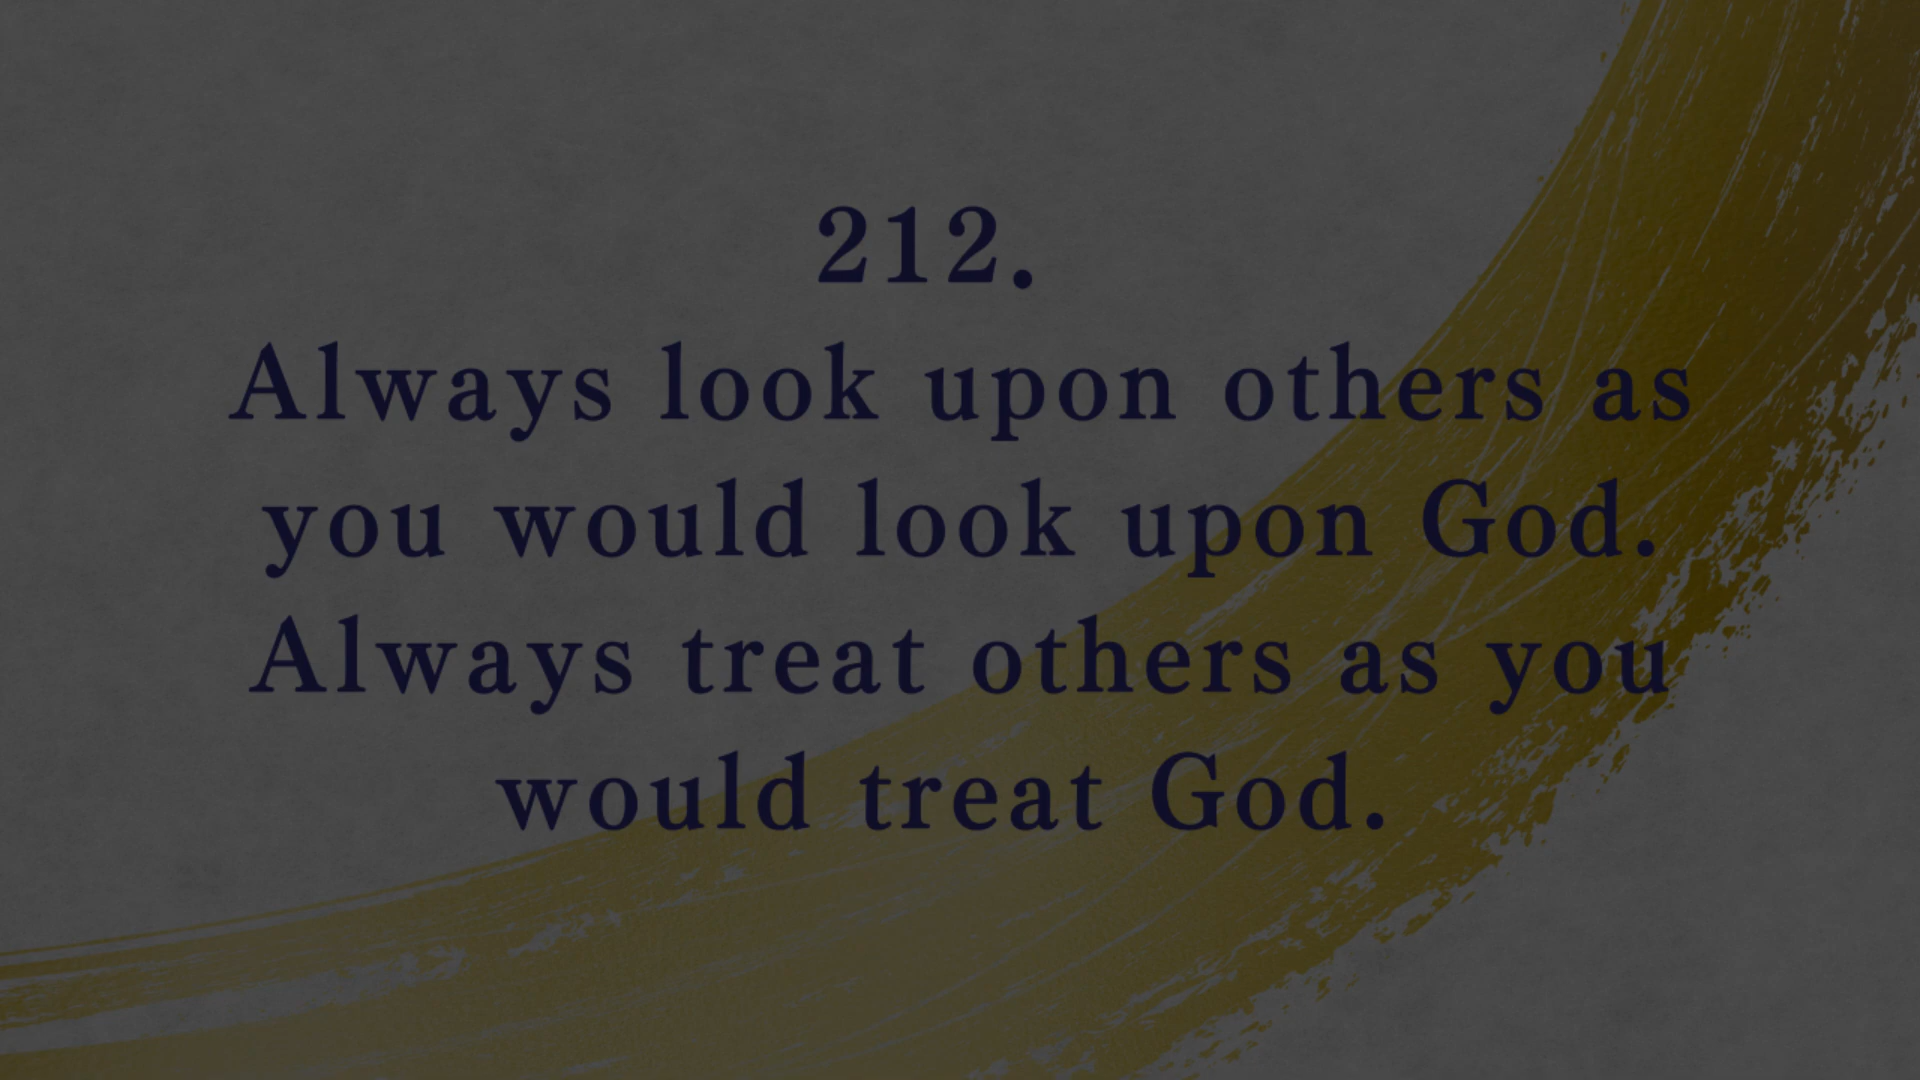 212.
Always look upon others as
you would look upon God.
Always treat others as you
would treat God.